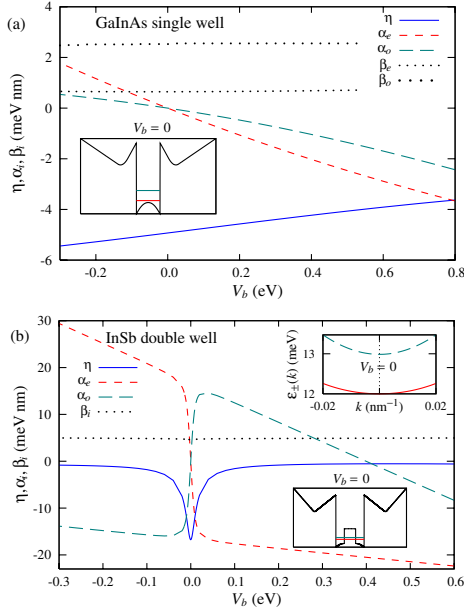 (a)
GaInAs single well
η
α_e
α_o
β_e
β_o
4
2
0
-2
-4
-6
η,α_i,β_i (meV nm)
V_b = 0
-0.2 0.0 0.2 0.4 0.6 0.8
V_b (eV)
(b)
InSb double well
η
α_e
α_o
β_i
30
20
10
0
-10
-20
η, α_i, β_i (meV nm)
ε_±(k) (meV)
13
12
V_b = 0
-0.02 k (nm⁻¹) 0.02
V_b = 0
-0.3 -0.2 -0.1 0.0 0.1 0.2 0.3 0.4 0.5 0.6
V_b (eV)